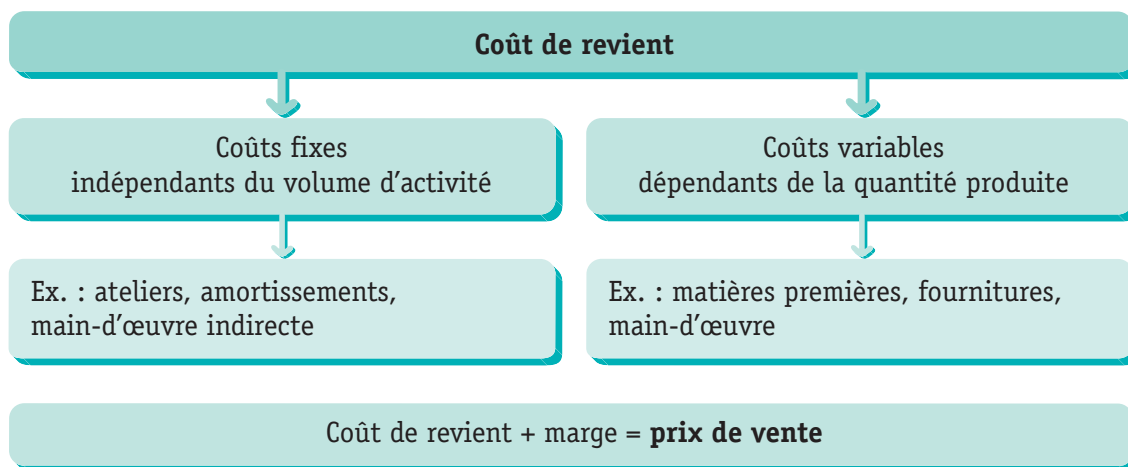 Coût de revient
Coûts fixes
indépendants du volume d'activité
Coûts variables
dépendants de la quantité produite
Ex. : ateliers, amortissements,
main-d'œuvre indirecte
Ex. : matières premières, fournitures,
main-d'œuvre
Coût de revient + marge = prix de vente